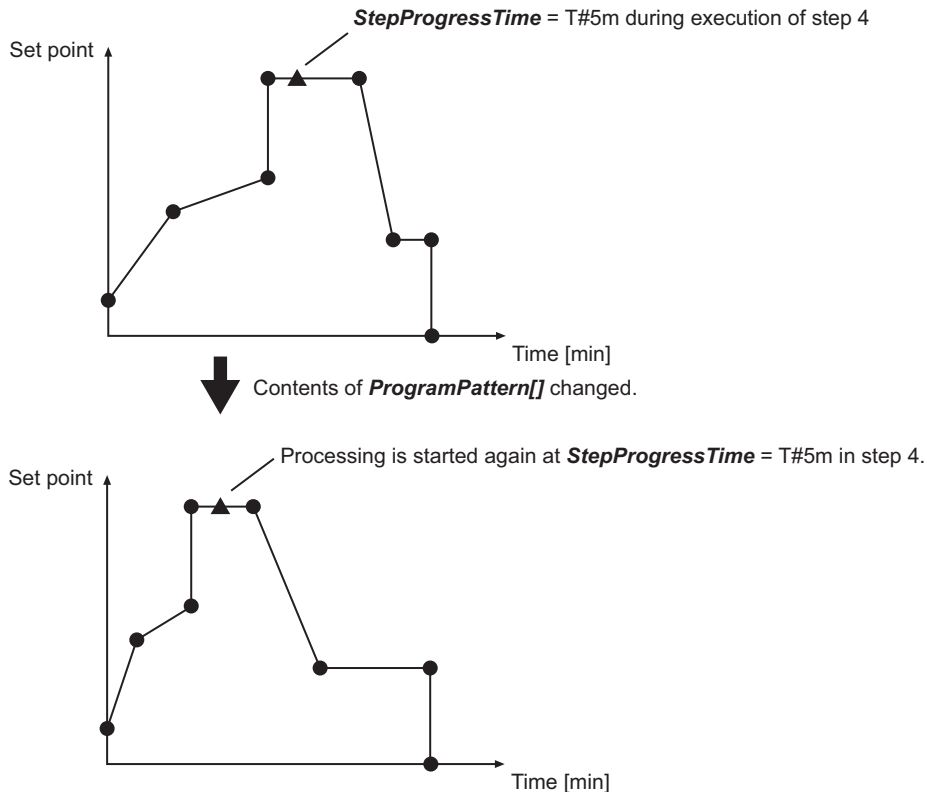 StepProgressTime = T#5m during execution of step 4
Set point
Time [min]
Contents of ProgramPattern[] changed.
Processing is started again at StepProgressTime = T#5m in step 4.
Set point
Time [min]